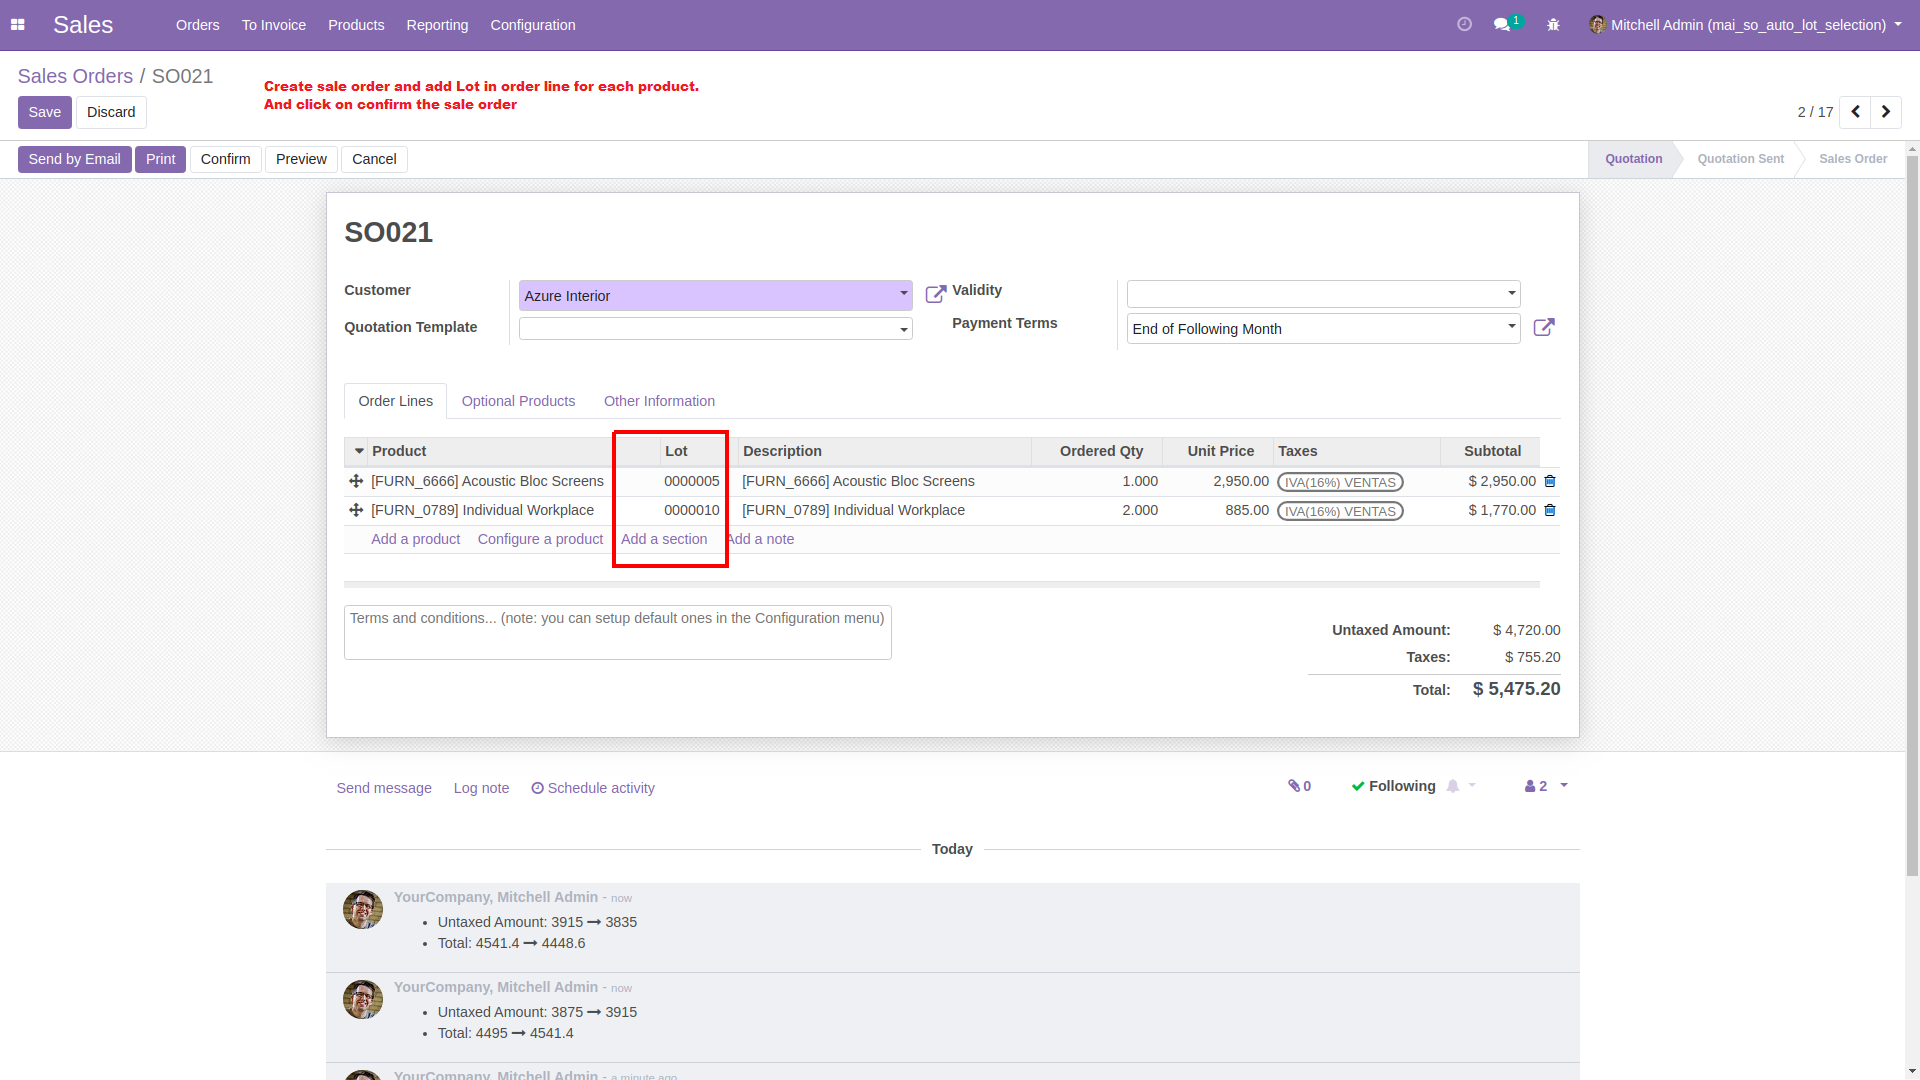 Sales Orders To Invoice Products Reporting Configuration 1 Mitchell Admin (mai_so_auto_lot_selection)
Sales Orders / SO021
Create sale order and add Lot in order line for each product.
And click on confirm the sale order
Save Discard 2 / 17
Send by Email Print Confirm Preview Cancel Quotation Quotation Sent Sales Order
SO021
Customer Azure Interior Validity
Quotation Template Payment Terms End of Following Month
Order Lines Optional Products Other Information
Product Lot Description Ordered Qty Unit Price Taxes Subtotal
[FURN_6666] Acoustic Bloc Screens 0000005 [FURN_6666] Acoustic Bloc Screens 1.000 2,950.00 IVA(16%) VENTAS $ 2,950.00
[FURN_0789] Individual Workplace 0000010 [FURN_0789] Individual Workplace 2.000 885.00 IVA(16%) VENTAS $ 1,770.00
Add a product Configure a product Add a section Add a note
Terms and conditions... (note: you can setup default ones in the Configuration menu)
Untaxed Amount: $ 4,720.00
Taxes: $ 755.20
Total: $ 5,475.20
Send message Log note Schedule activity 0 Following 2
Today
YourCompany, Mitchell Admin - now
• Untaxed Amount: 3915 → 3835
• Total: 4541.4 → 4448.6
YourCompany, Mitchell Admin - now
• Untaxed Amount: 3875 → 3915
• Total: 4495 → 4541.4
YourCompany, Mitchell Admin - a minute ago